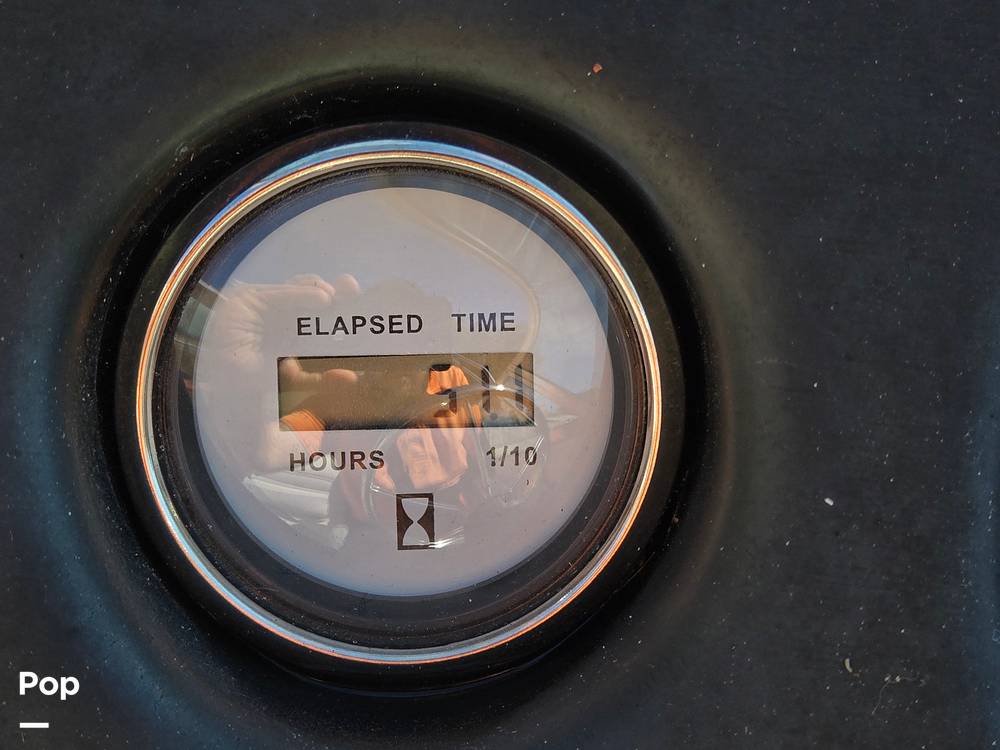 ELAPSED TIME
HOURS 1/10
Pop